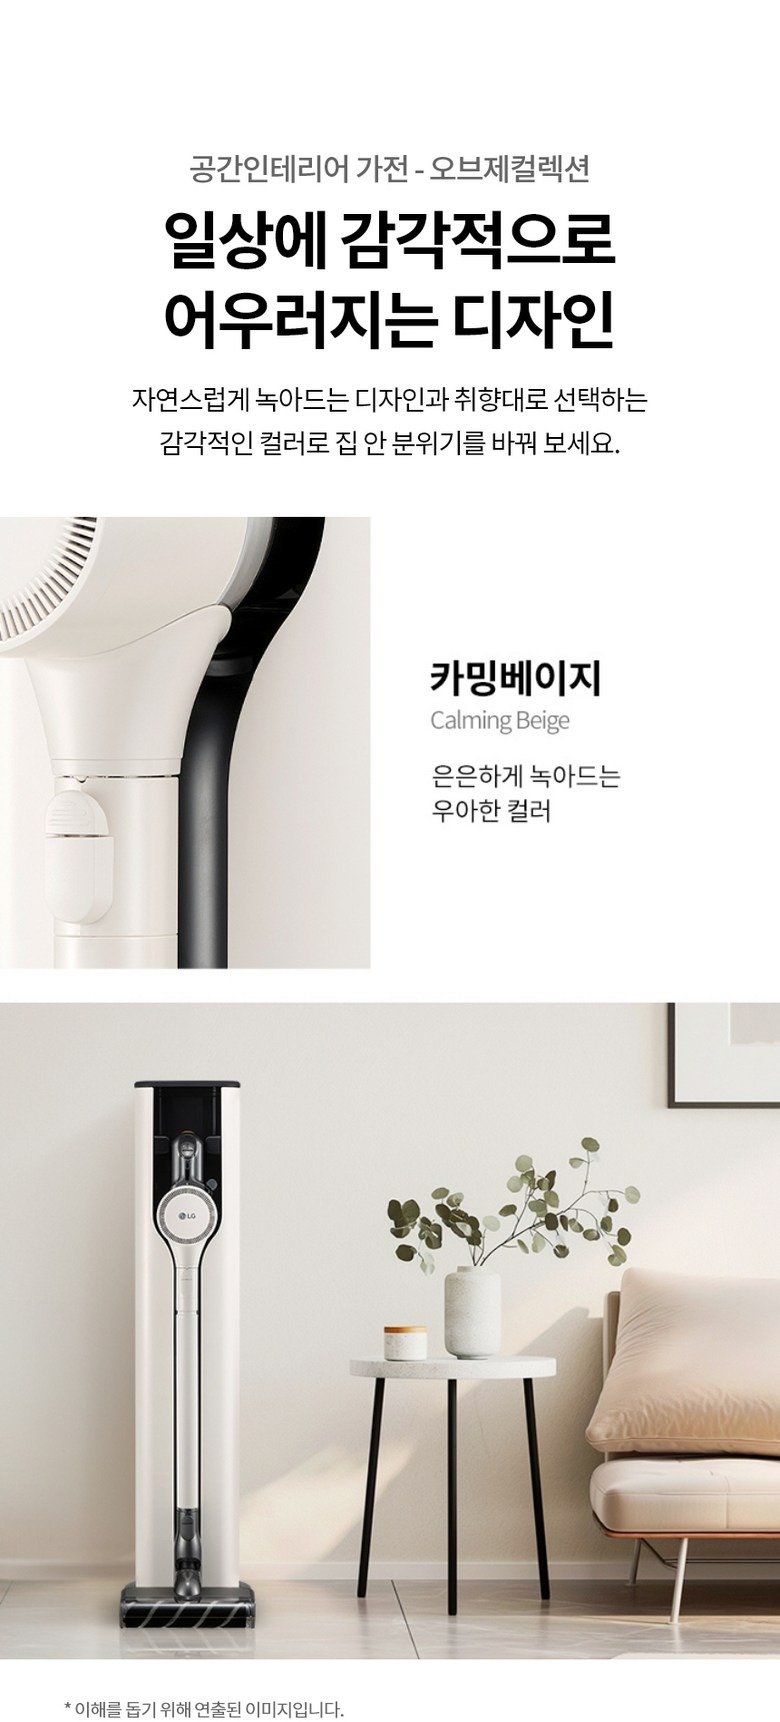 공간인테리어 가전 - 오브제컬렉션
일상에 감각적으로
어우러지는 디자인
자연스럽게 녹아드는 디자인과 취향대로 선택하는
감각적인 컬러로 집 안 분위기를 바꿔 보세요.
카밍베이지
Calming Beige
은은하게 녹아드는
우아한 컬러
LG
* 이해를 돕기 위해 연출된 이미지입니다.